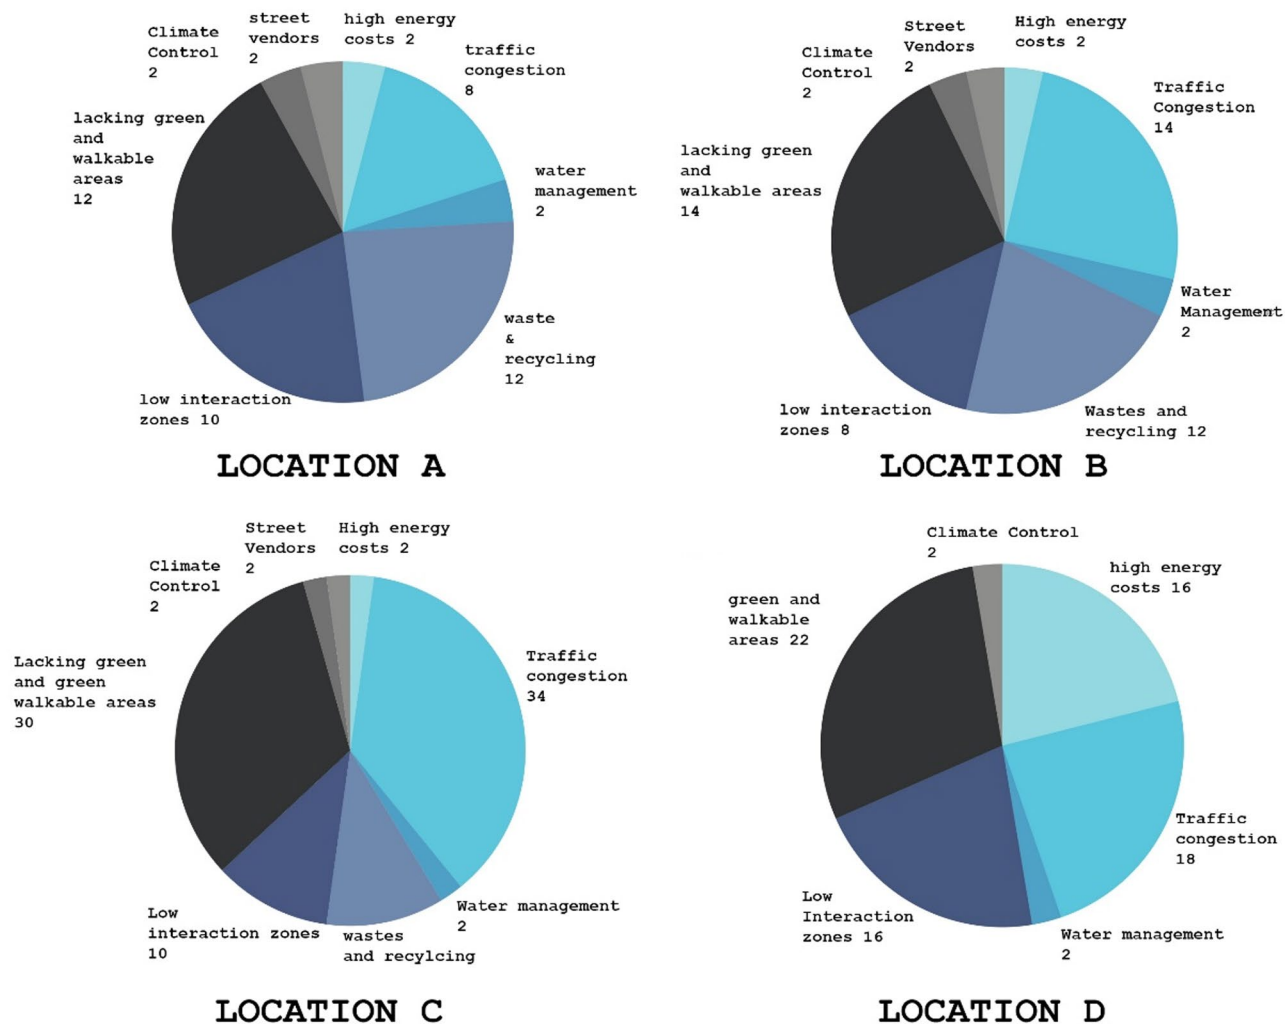 street
vendors
2
high energy
costs 2
Climate
Control
2
traffic
congestion
8
lacking green
and
walkable
areas
12
water
management
2
waste
&
recycling
12
low interaction
zones 10
LOCATION A
Street
Vendors
2
High energy
costs 2
Climate
Control
2
Traffic
Congestion
14
lacking green
and
walkable areas
14
Water
Management
2
low interaction
zones 8
Wastes and
recycling 12
LOCATION B
Street
Vendors
2
High energy
costs 2
Climate
Control
2
Lacking green
and green
walkable areas
30
Traffic
congestion
34
Low
interaction zones
10
wastes
and recylcing
Water management
2
LOCATION C
Climate Control
2
high energy
costs 16
green and
walkable
areas 22
Traffic
congestion
18
Low
Interaction
zones 16
Water management
2
LOCATION D